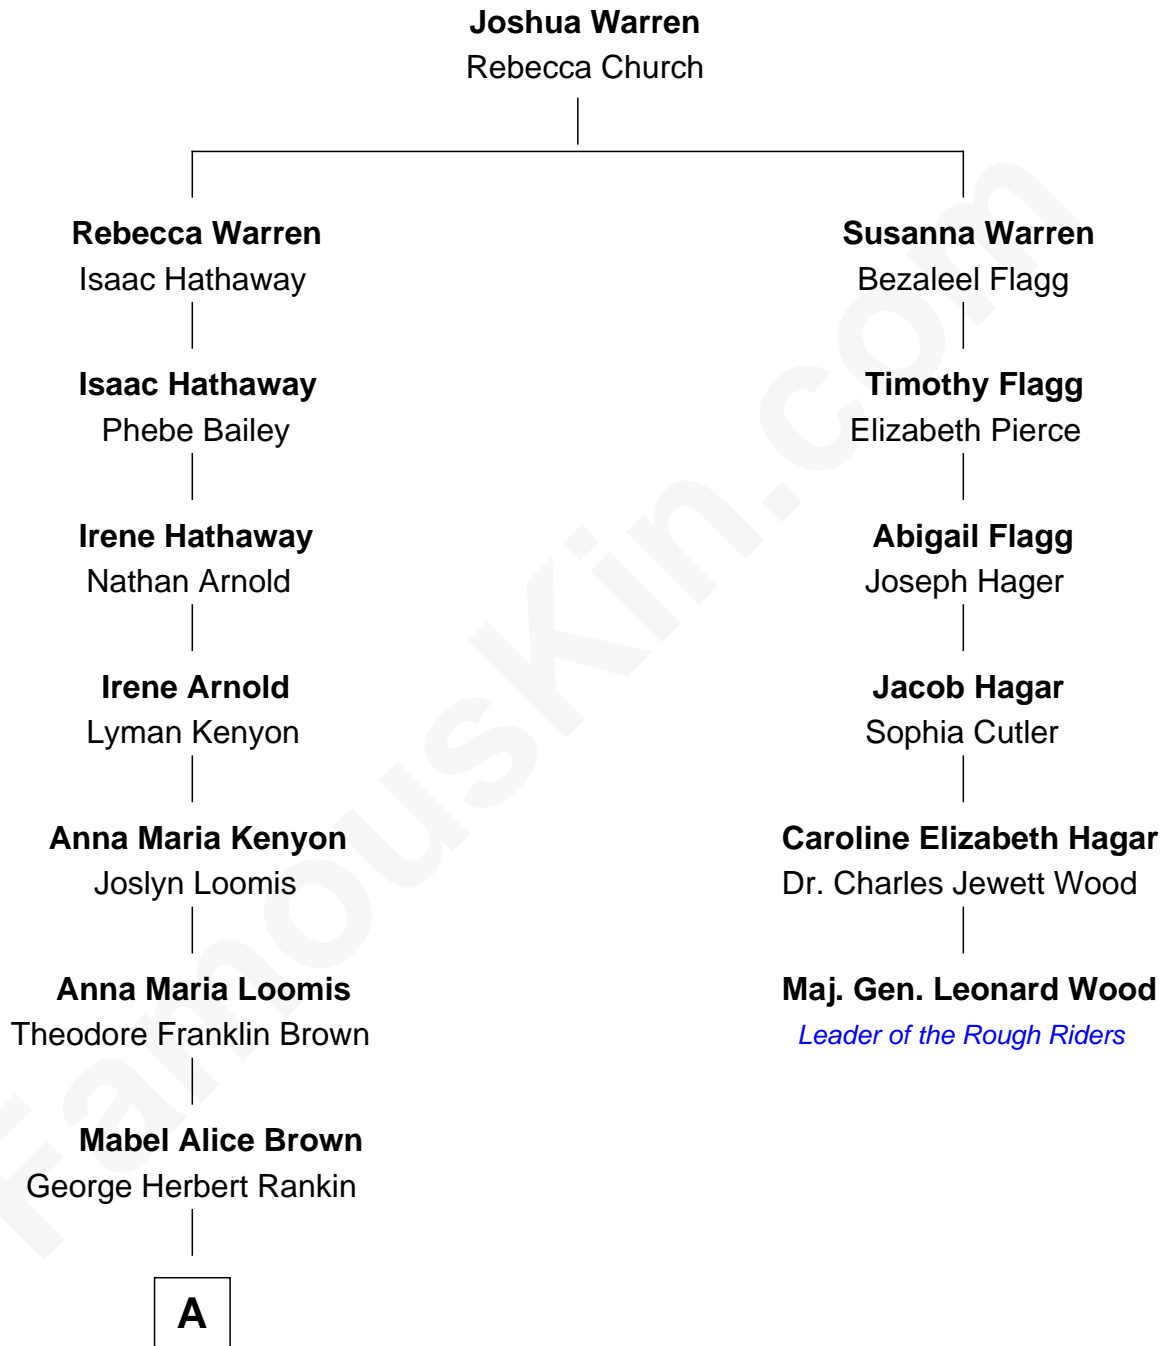 Joshua Warren
Rebecca Church
Rebecca Warren
Isaac Hathaway
Isaac Hathaway
Phebe Bailey
Irene Hathaway
Nathan Arnold
Irene Arnold
Lyman Kenyon
Anna Maria Kenyon
Joslyn Loomis
Anna Maria Loomis
Theodore Franklin Brown
Mabel Alice Brown
George Herbert Rankin
A
Susanna Warren
Bezaleel Flagg
Timothy Flagg
Elizabeth Pierce
Abigail Flagg
Joseph Hager
Jacob Hagar
Sophia Cutler
Caroline Elizabeth Hagar
Dr. Charles Jewett Wood
Maj. Gen. Leonard Wood
Leader of the Rough Riders
FamousKin.com